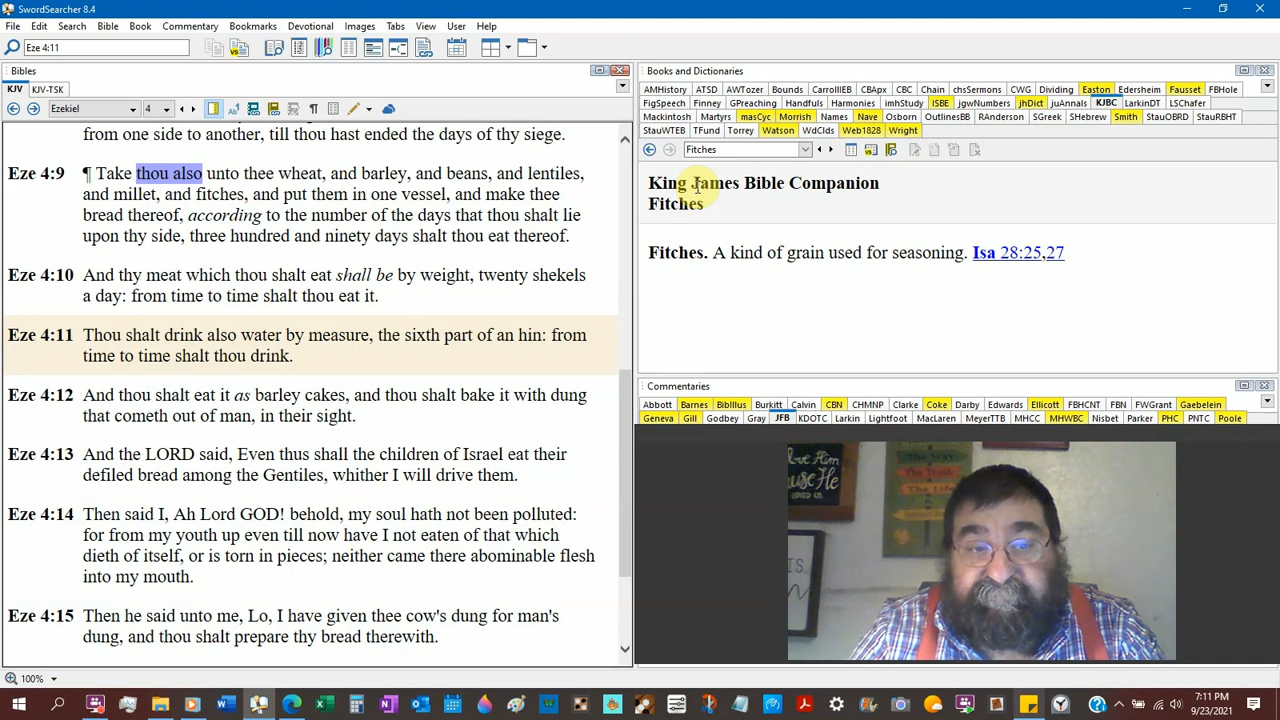 SwordSearcher 8.4
File Edit Search Bible Book Commentary Bookmarks Devotional Images Tabs View User Help
Eze 4:11
Bibles
KJV KJV-TSK
Ezekiel 4
from one side to another, till thou hast ended the days of thy siege.
Eze 4:9 ¶ Take thou also unto thee wheat, and barley, and beans, and lentiles,
and millet, and fitches, and put them in one vessel, and make thee
bread thereof, according to the number of the days that thou shalt lie
upon thy side, three hundred and ninety days shalt thou eat thereof.
Eze 4:10 And thy meat which thou shalt eat shall be by weight, twenty shekels
a day: from time to time shalt thou eat it.
Eze 4:11 Thou shalt drink also water by measure, the sixth part of an hin: from
time to time shalt thou drink.
Eze 4:12 And thou shalt eat it as barley cakes, and thou shalt bake it with dung
that cometh out of man, in their sight.
Eze 4:13 And the LORD said, Even thus shall the children of Israel eat their
defiled bread among the Gentiles, whither I will drive them.
Eze 4:14 Then said I, Ah Lord GOD! behold, my soul hath not been polluted:
for from my youth up even till now have I not eaten of that which
dieth of itself, or is torn in pieces; neither came there abominable flesh
into my mouth.
Eze 4:15 Then he said unto me, Lo, I have given thee cow's dung for man's
dung, and thou shalt prepare thy bread therewith.
100%
Books and Dictionaries
AMHistory ATSD AWTozer Bounds CarrollEIB CBApx CBC Chain chsSermons CWG Dividing Easton Edersheim Fausset FBHole
FigSpeech Finney GPreaching Handfuls Harmonies imhStudy ISBE jgwNumbers jhDict juAnnals KJBC LarkinDT LSChafer
Mackintosh Martyrs masCyc Morrish Names Nave Osborn OutlinesBB RAnderson SGreek SHebrew Smith StauOBRD StauRBHT
StauWTEB TFund Torrey Watson WdClds Web1828 Wright
Fitches
King James Bible Companion
Fitches
Fitches. A kind of grain used for seasoning. Isa 28:25,27
Commentaries
Abbott Barnes BibIllus Burkitt Calvin CBN CHMNP Clarke Coke Darby Edwards Ellicott FBHCNT FBN FWGrant Gaebelein
Geneva Gill Godbey Gray JFB KDOTC Larkin Lightfoot MacLaren MeyerTTB MHCC MHWBC Nisbet Parker PHC PNTC Poole
The Way
The Truth
The Life
7:11 PM
9/23/2021